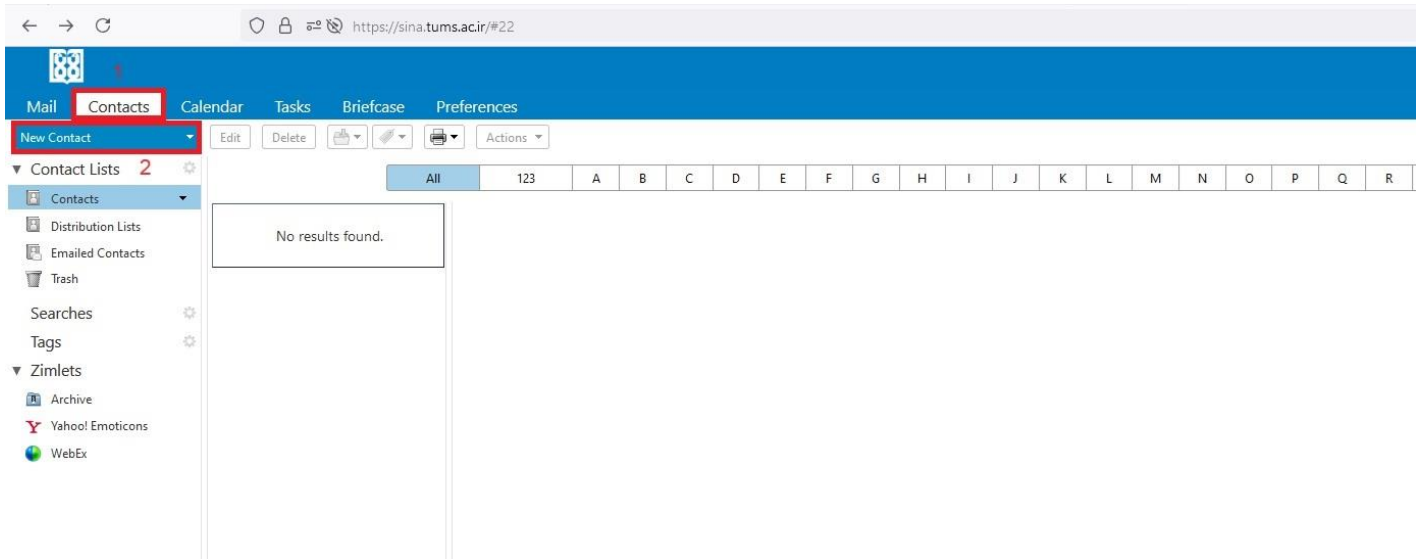 https://sina.tums.ac.ir/#22
1
Mail Contacts Calendar Tasks Briefcase Preferences
New Contact Edit Delete Actions
Contact Lists 2
All 123 A B C D E F G H I J K L M N O P Q R
Contacts
No results found.
Distribution Lists
Emailed Contacts
Trash
Searches
Tags
Zimlets
Archive
Y Yahoo! Emoticons
WebEx